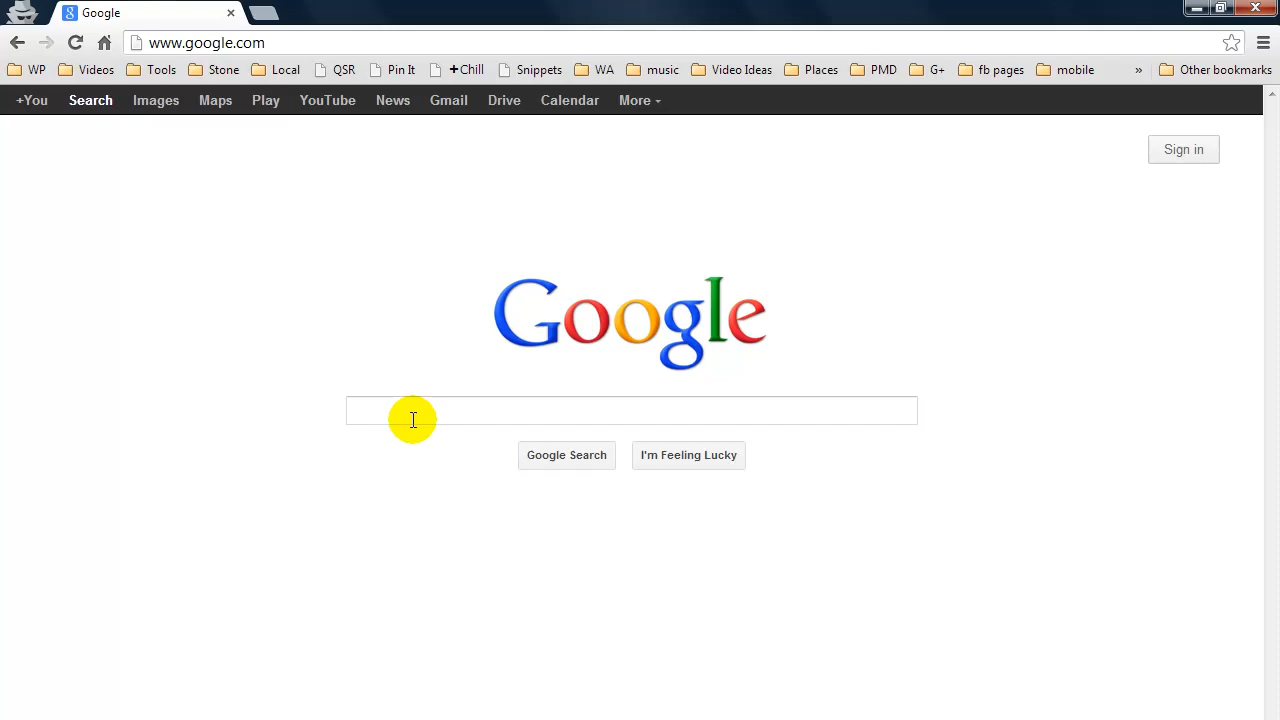 Google
www.google.com
WP Videos Tools Stone Local QSR Pin It +Chill Snippets WA music Video Ideas Places PMD G+ fb pages mobile » Other bookmarks
+You Search Images Maps Play YouTube News Gmail Drive Calendar More
Sign in
Google
Google Search I'm Feeling Lucky